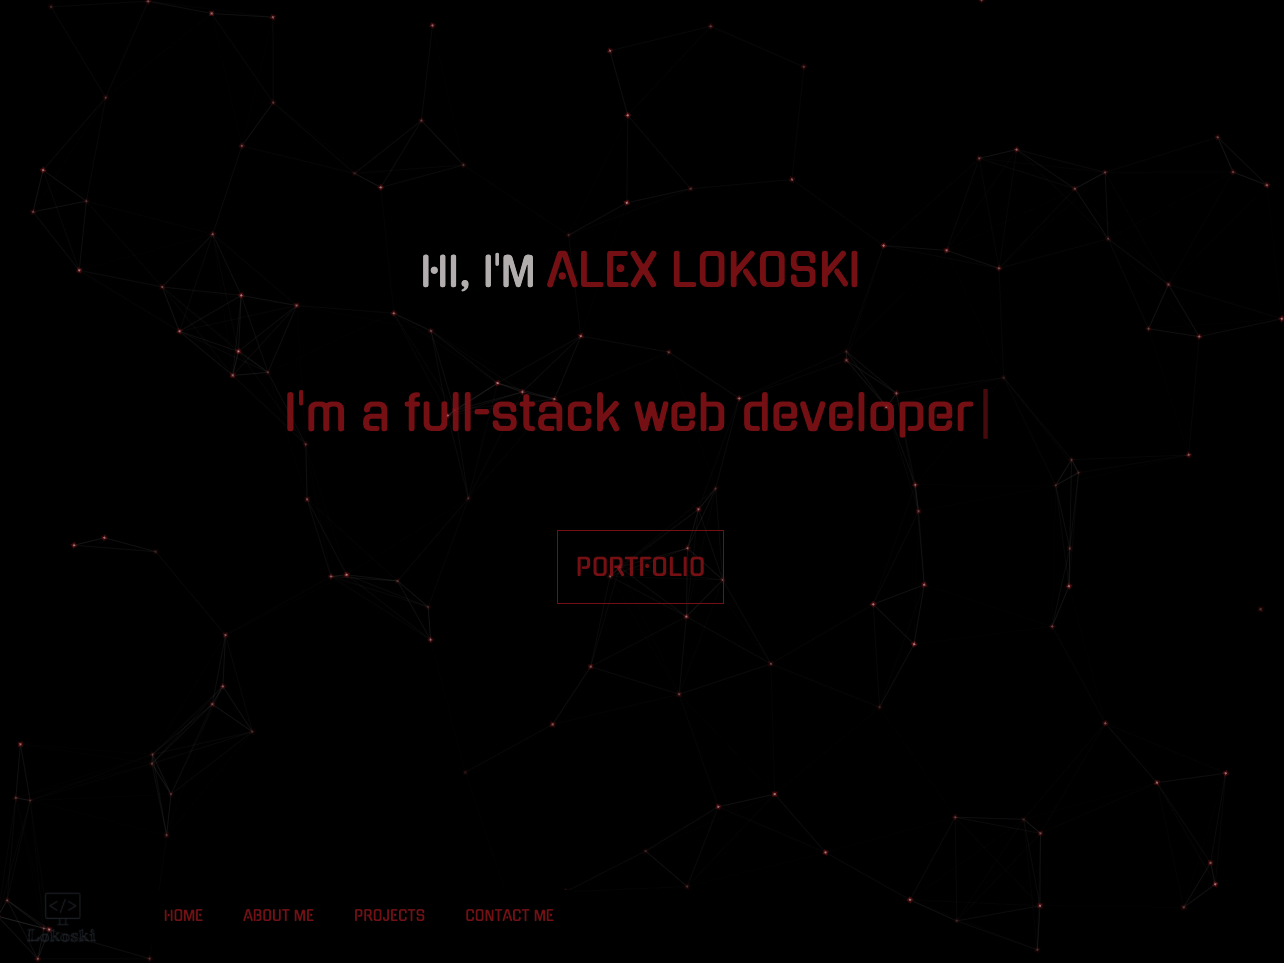 HI, I'M ALEX LOKOSKI
I'm a full-stack web developer
PORTFOLIO
HOME ABOUT ME PROJECTS CONTACT ME
</>
Lokoski